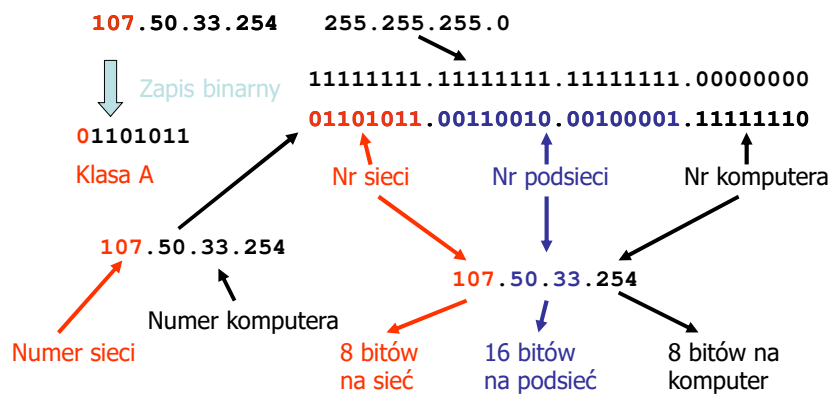 107.50.33.254
255.255.255.0
Zapis binarny
11111111.11111111.11111111.00000000
01101011.00110010.00100001.11111110
01101011
Klasa A
Nr sieci
Nr podsieci
Nr komputera
107.50.33.254
107.50.33.254
Numer komputera
Numer sieci
8 bitów
na sieć
16 bitów
na podsieć
8 bitów na
komputer